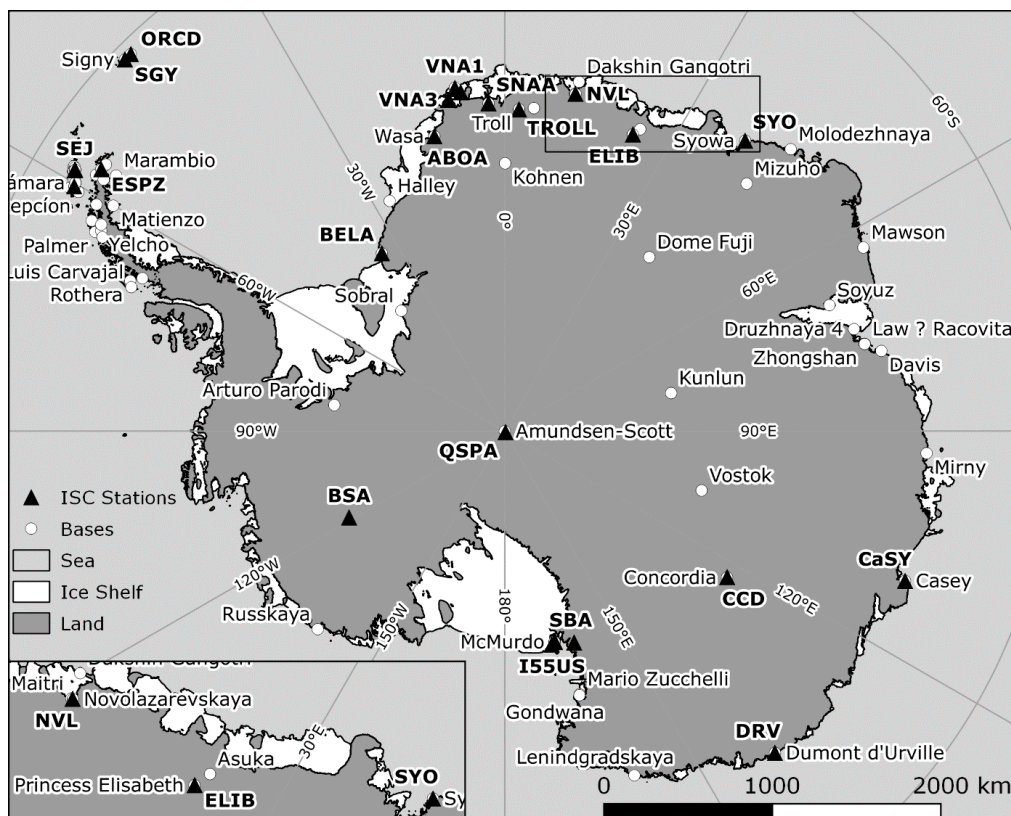 ORCD
Signy
SGY
VNA1
Dakshin Gangotri
SNAA
NVL
VNA3
60°S
Troll
TROLL
SYO
Wasa
Syowa
Molodezhnaya
ABOA
ELIB
SEJ
Marambio
Mizuho
Kohnen
ámara
ESPZ
30°W
Halley
epcíon
0°
30°E
Matienzo
BELA
Mawson
Palmer
Yelcho
Dome Fuji
Luis Carvajal
60°W
60°E
Rothera
Sobral
Soyuz
Druzhnaya 4
Law ? Racovita
Zhongshan
Davis
Arturo Parodi
Kunlun
90°W
Amundsen-Scott
90°E
QSPA
Mirny
Vostok
ISC Stations
BSA
Bases
Sea
CaSY
Ice Shelf
120°W
Concordia
Casey
Land
CCD
120°E
Russkaya
150°W
180°
SBA
150°E
McMurdo
I55US
Dakshin Gangotri
Maitri
Mario Zucchelli
Novolazarevskaya
NVL
Gondwana
DRV
30°E
Lenindgradskaya
Dumont d'Urville
Asuka
Princess Elisabeth
SYO
0
1000
2000 km
ELIB
Sy